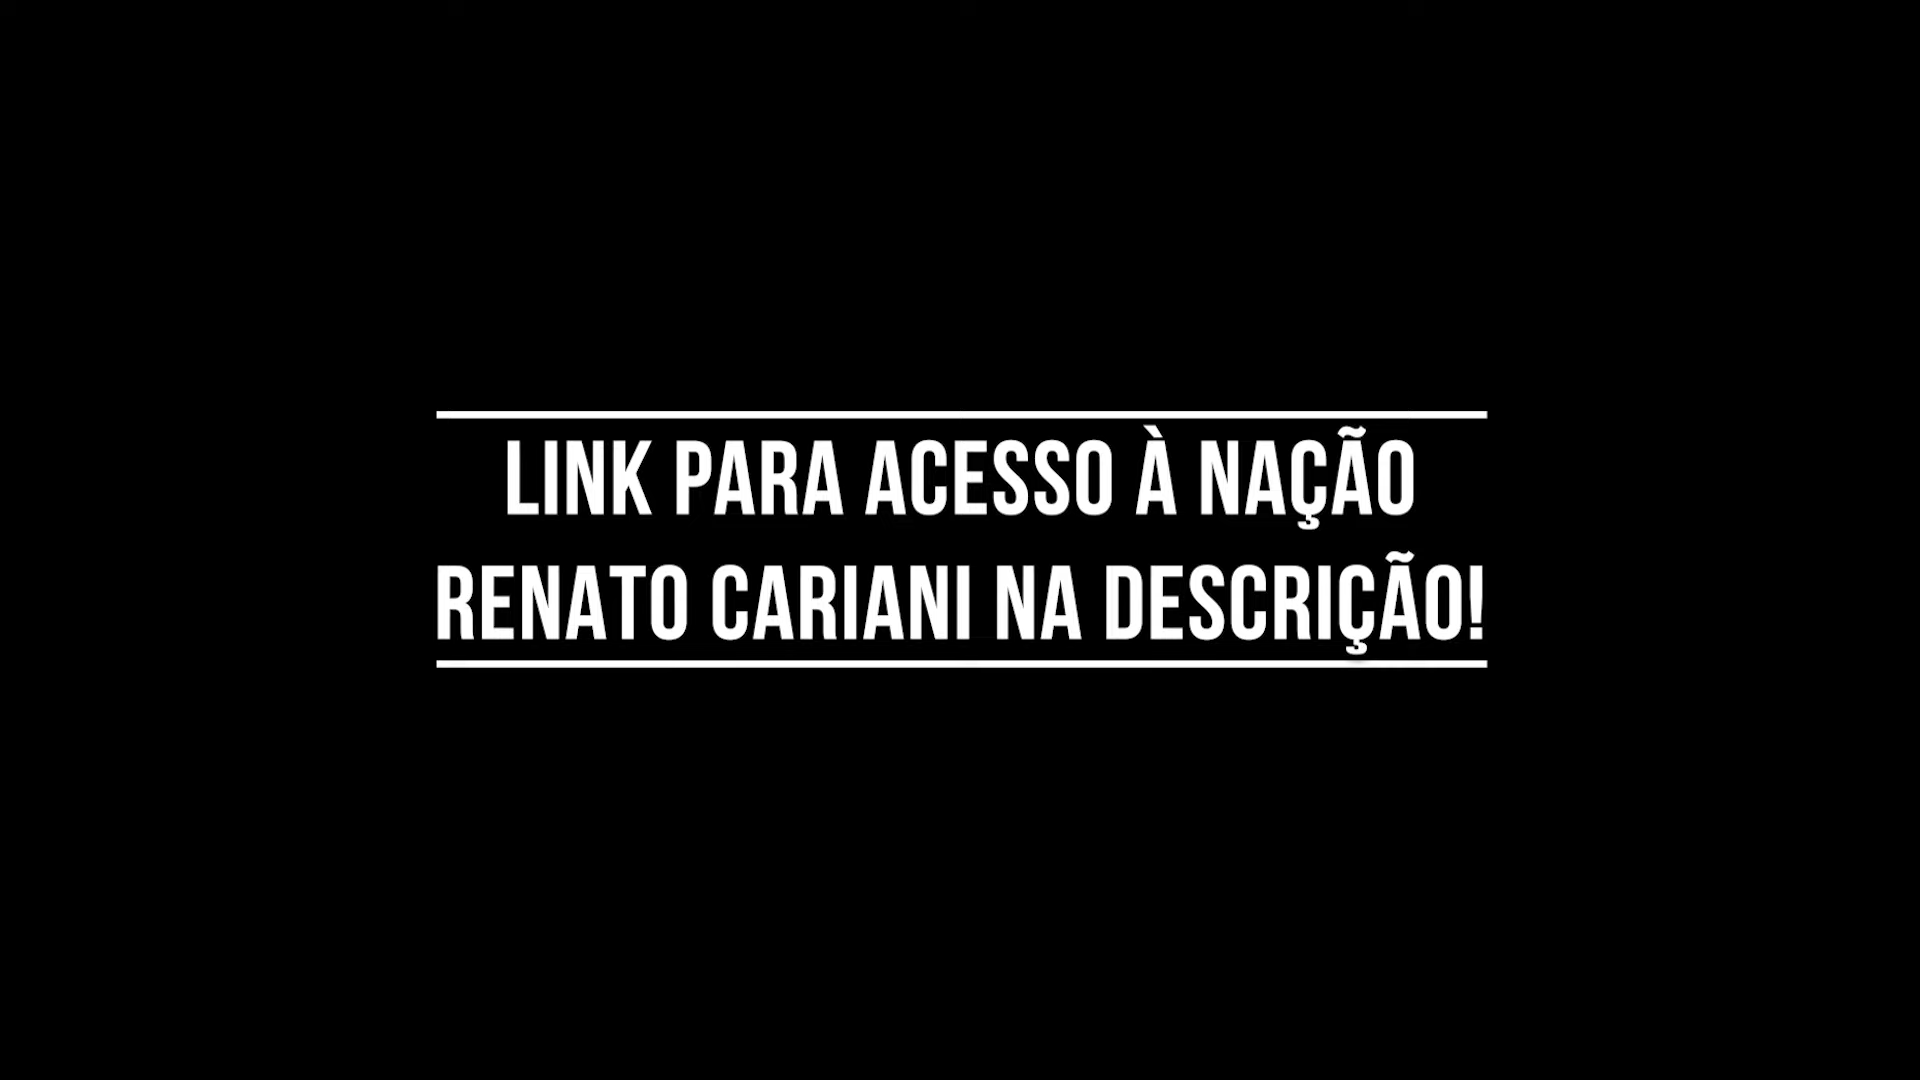 LINK PARA ACESSO À NAÇÃO
RENATO CARIANI NA DESCRIÇÃO!